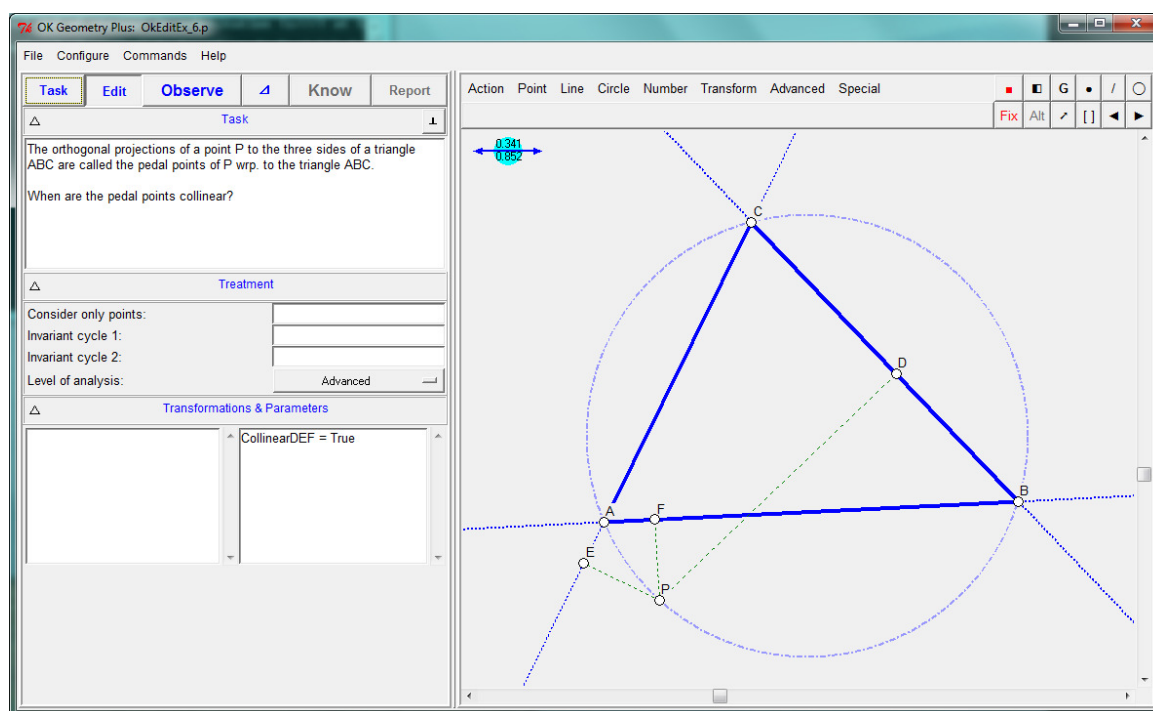 OK Geometry Plus: OkEditEx_6.p
File Configure Commands Help
Task Edit Observe ⊿ Know Report
Task
The orthogonal projections of a point P to the three sides of a triangle
ABC are called the pedal points of P wrp. to the triangle ABC.
When are the pedal points collinear?
Treatment
Consider only points:
Invariant cycle 1:
Invariant cycle 2:
Level of analysis: Advanced
Transformations & Parameters
CollinearDEF = True
Action Point Line Circle Number Transform Advanced Special
G
Fix Alt [ ]
0.341
0.852
C
D
B
A F
E
P